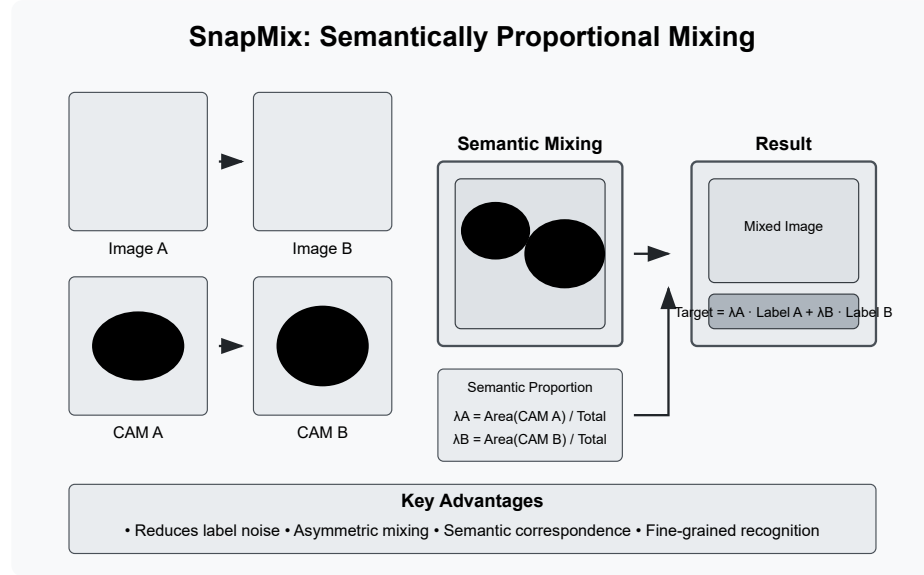 SnapMix: Semantically Proportional Mixing
Image A
Image B
CAM A
CAM B
Semantic Mixing
Semantic Proportion
λA = Area(CAM A) / Total
λB = Area(CAM B) / Total
Result
Mixed Image
Target = λA · Label A + λB · Label B
Key Advantages
• Reduces label noise • Asymmetric mixing • Semantic correspondence • Fine-grained recognition